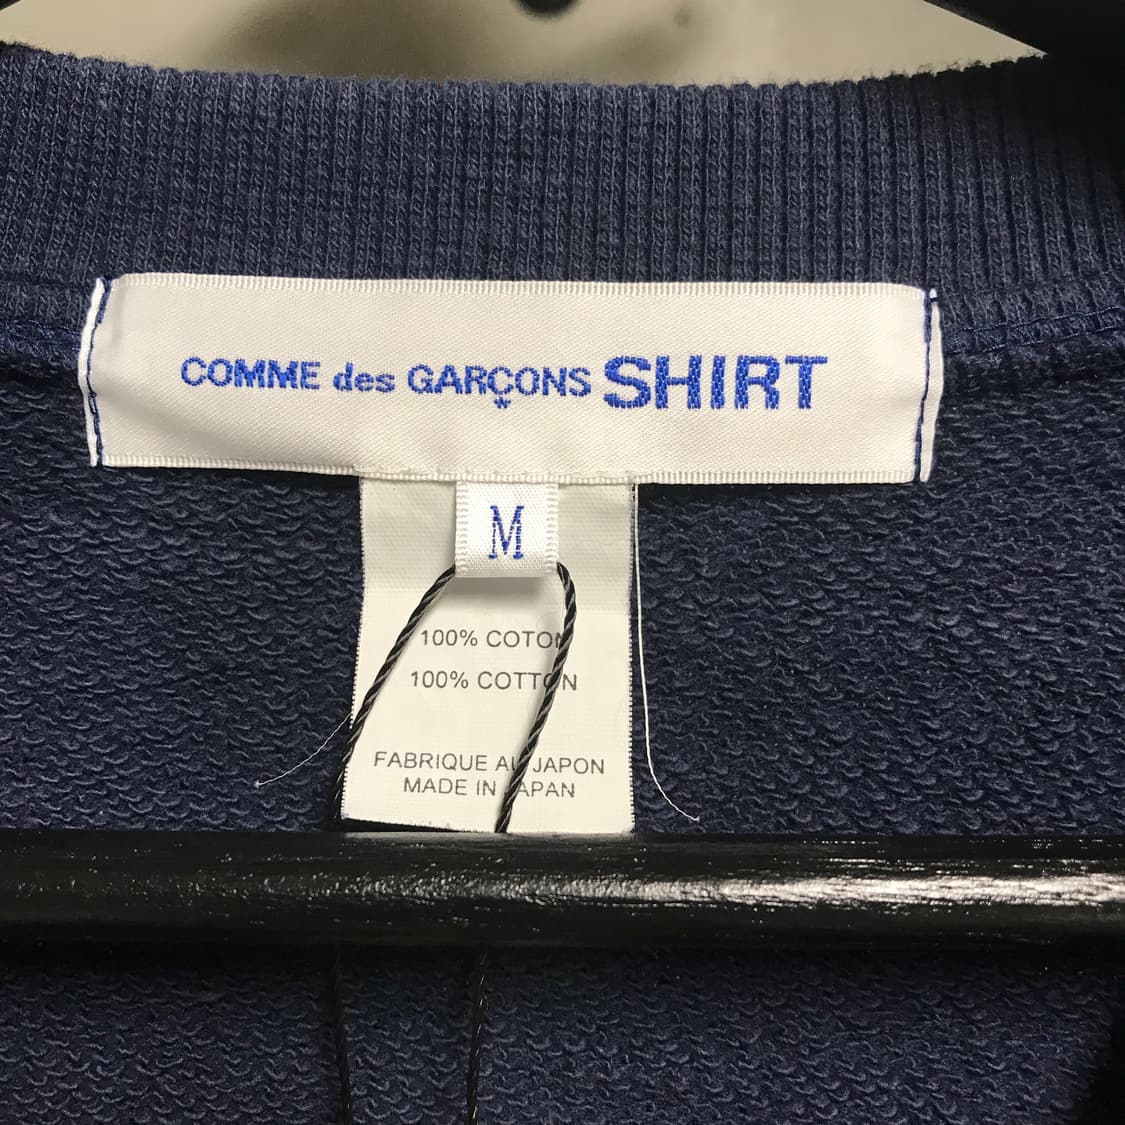 COMME des GARÇONS SHIRT
M
100% COTON
100% COTTON
FABRIQUE AU JAPON
MADE IN JAPAN